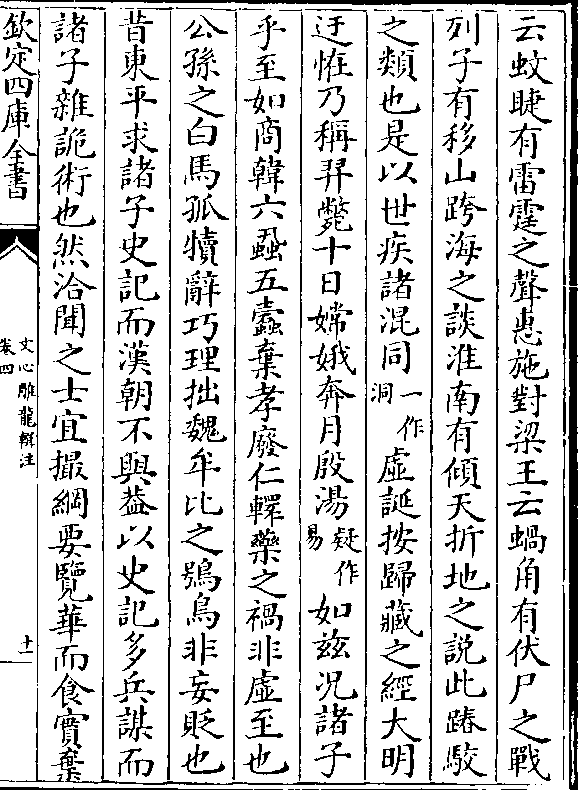 云蚊睫有雷霆之聲惠施對梁王云蝸角有伏尸之戰
列子有移山跨海之談淮南有傾天折地之說此踳駮
之類也是以世疾諸混同一作洞虛誕按歸藏之經大明
迂恠乃稱羿斃十日嫦娥奔月殷湯疑作易如兹况諸子
乎至如商韓六蝨五蠹棄孝廢仁轘藥之禍非虛至也
公孫之白馬孤犢辭巧理拙魏牟比之鴞鳥非妄貶也
昔東平求諸子史記而漢朝不與葢以史記多兵謀而
諸子雜詭術也然洽聞之士宜撮綱要覽華而食實棄
欽定四庫全書
文心雕龍輯注
卷四
十一